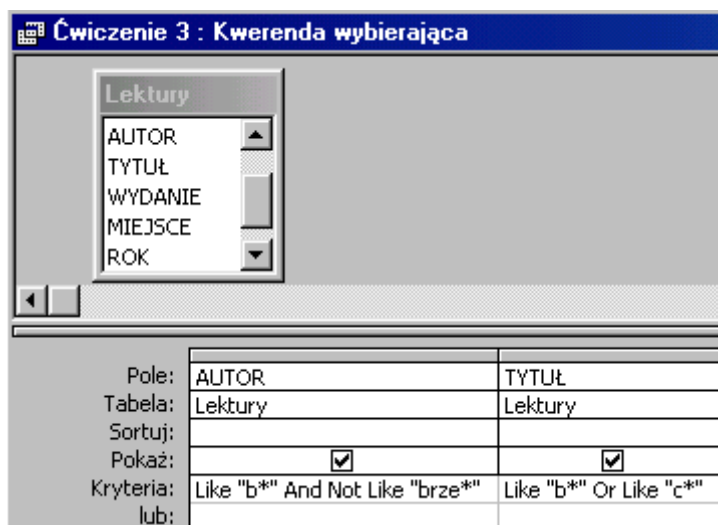 Ćwiczenie 3 : Kwerenda wybierająca
Lektury
AUTOR
TYTUŁ
WYDANIE
MIEJSCE
ROK
Pole: AUTOR TYTUŁ
Tabela: Lektury Lektury
Sortuj:
Pokaż:
Kryteria: Like "b*" And Not Like "brze*" Like "b*" Or Like "c*"
lub: